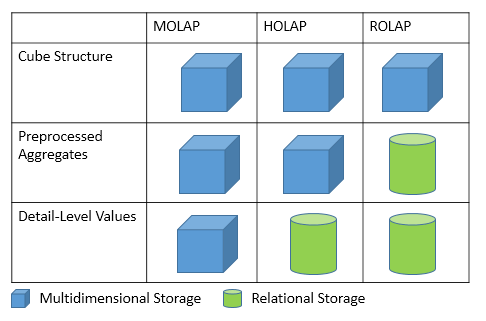 MOLAP HOLAP ROLAP
Cube Structure
Preprocessed
Aggregates
Detail-Level Values
Multidimensional Storage Relational Storage